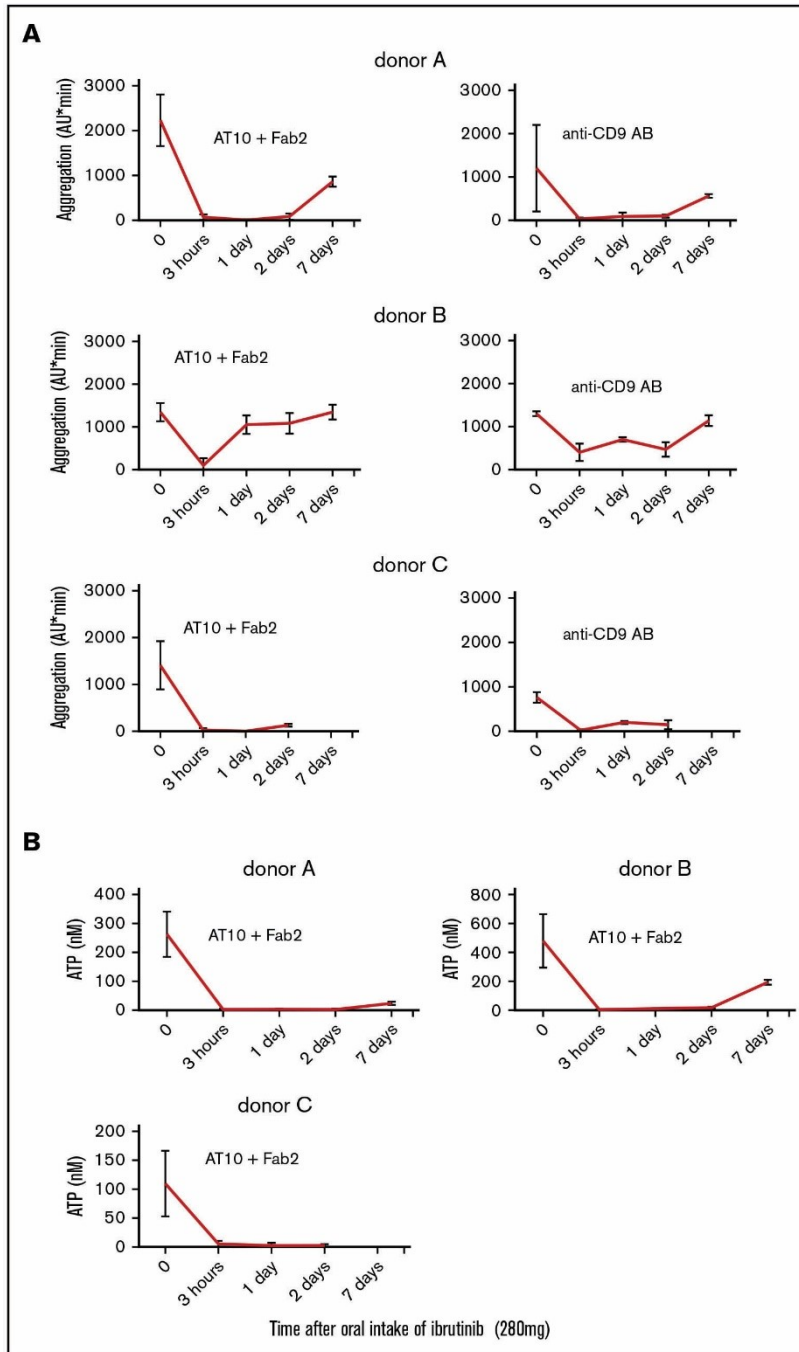 A
donor A
Aggregation (AU*min)
3000
2000
1000
0
AT10 + Fab2
0
3 hours
1 day
2 days
7 days
3000
2000
1000
0
anti-CD9 AB
0
3 hours
1 day
2 days
7 days
donor B
Aggregation (AU*min)
3000
2000
1000
0
AT10 + Fab2
0
3 hours
1 day
2 days
7 days
3000
2000
1000
0
anti-CD9 AB
0
3 hours
1 day
2 days
7 days
donor C
Aggregation (AU*min)
3000
2000
1000
0
AT10 + Fab2
0
3 hours
1 day
2 days
7 days
3000
2000
1000
0
anti-CD9 AB
0
3 hours
1 day
2 days
7 days
B
donor A
ATP (nM)
400
300
200
100
0
AT10 + Fab2
0
3 hours
1 day
2 days
7 days
donor B
ATP (nM)
800
600
400
200
0
AT10 + Fab2
0
3 hours
1 day
2 days
7 days
donor C
ATP (nM)
200
150
100
50
0
AT10 + Fab2
0
3 hours
1 day
2 days
7 days
Time after oral intake of ibrutinib (280mg)